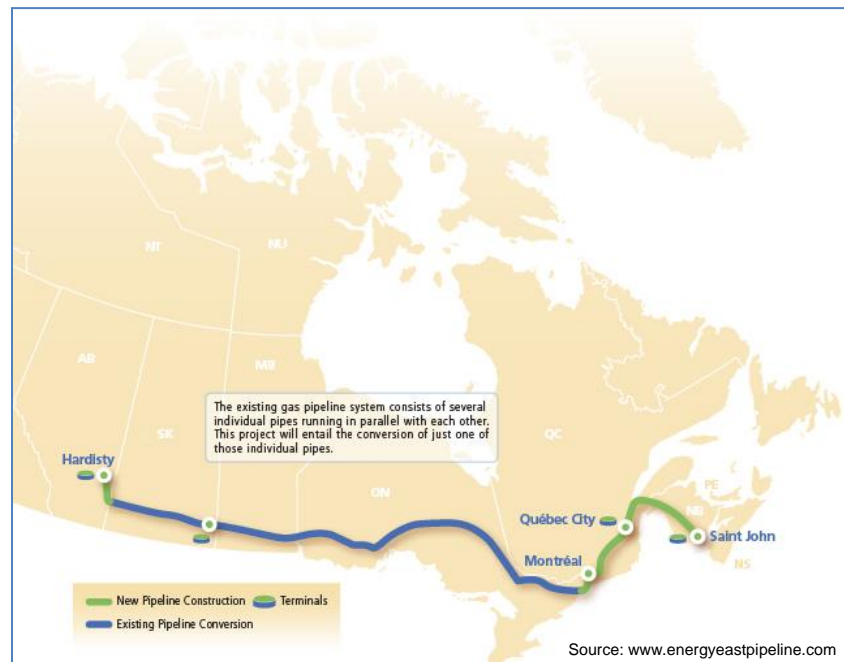 NT
NU
AB
SK
MB
ON
QC
PE
NB
NS
The existing gas pipeline system consists of several
individual pipes running in parallel with each other.
This project will entail the conversion of just one of
those individual pipes.
Hardisty
Québec City
Saint John
Montréal
New Pipeline Construction
Terminals
Existing Pipeline Conversion
Source: www.energyeastpipeline.com